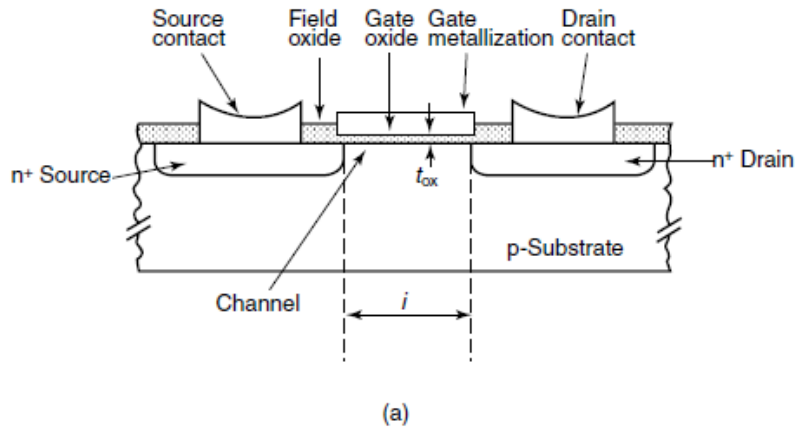 Source
contact
Field
oxide
Gate
oxide
Gate
metallization
Drain
contact
n+ Source
tox
n+ Drain
p-Substrate
Channel
i
(a)